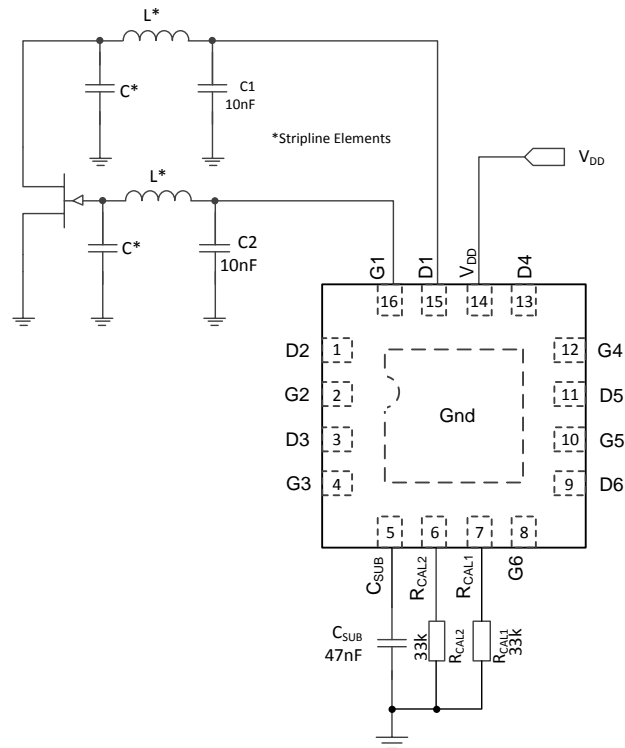 L*
C*
C1
10nF
*Stripline Elements
L*
C*
C2
10nF
VDD
G1
D1
VDD
D4
16
15
14
13
D2
1
G2
2
D3
3
G3
4
12
G4
11
D5
10
G5
9
D6
Gnd
5
6
7
8
CSUB
RCAL2
RCAL1
G6
CSUB
47nF
33k
RCAL2
RCAL1
33k